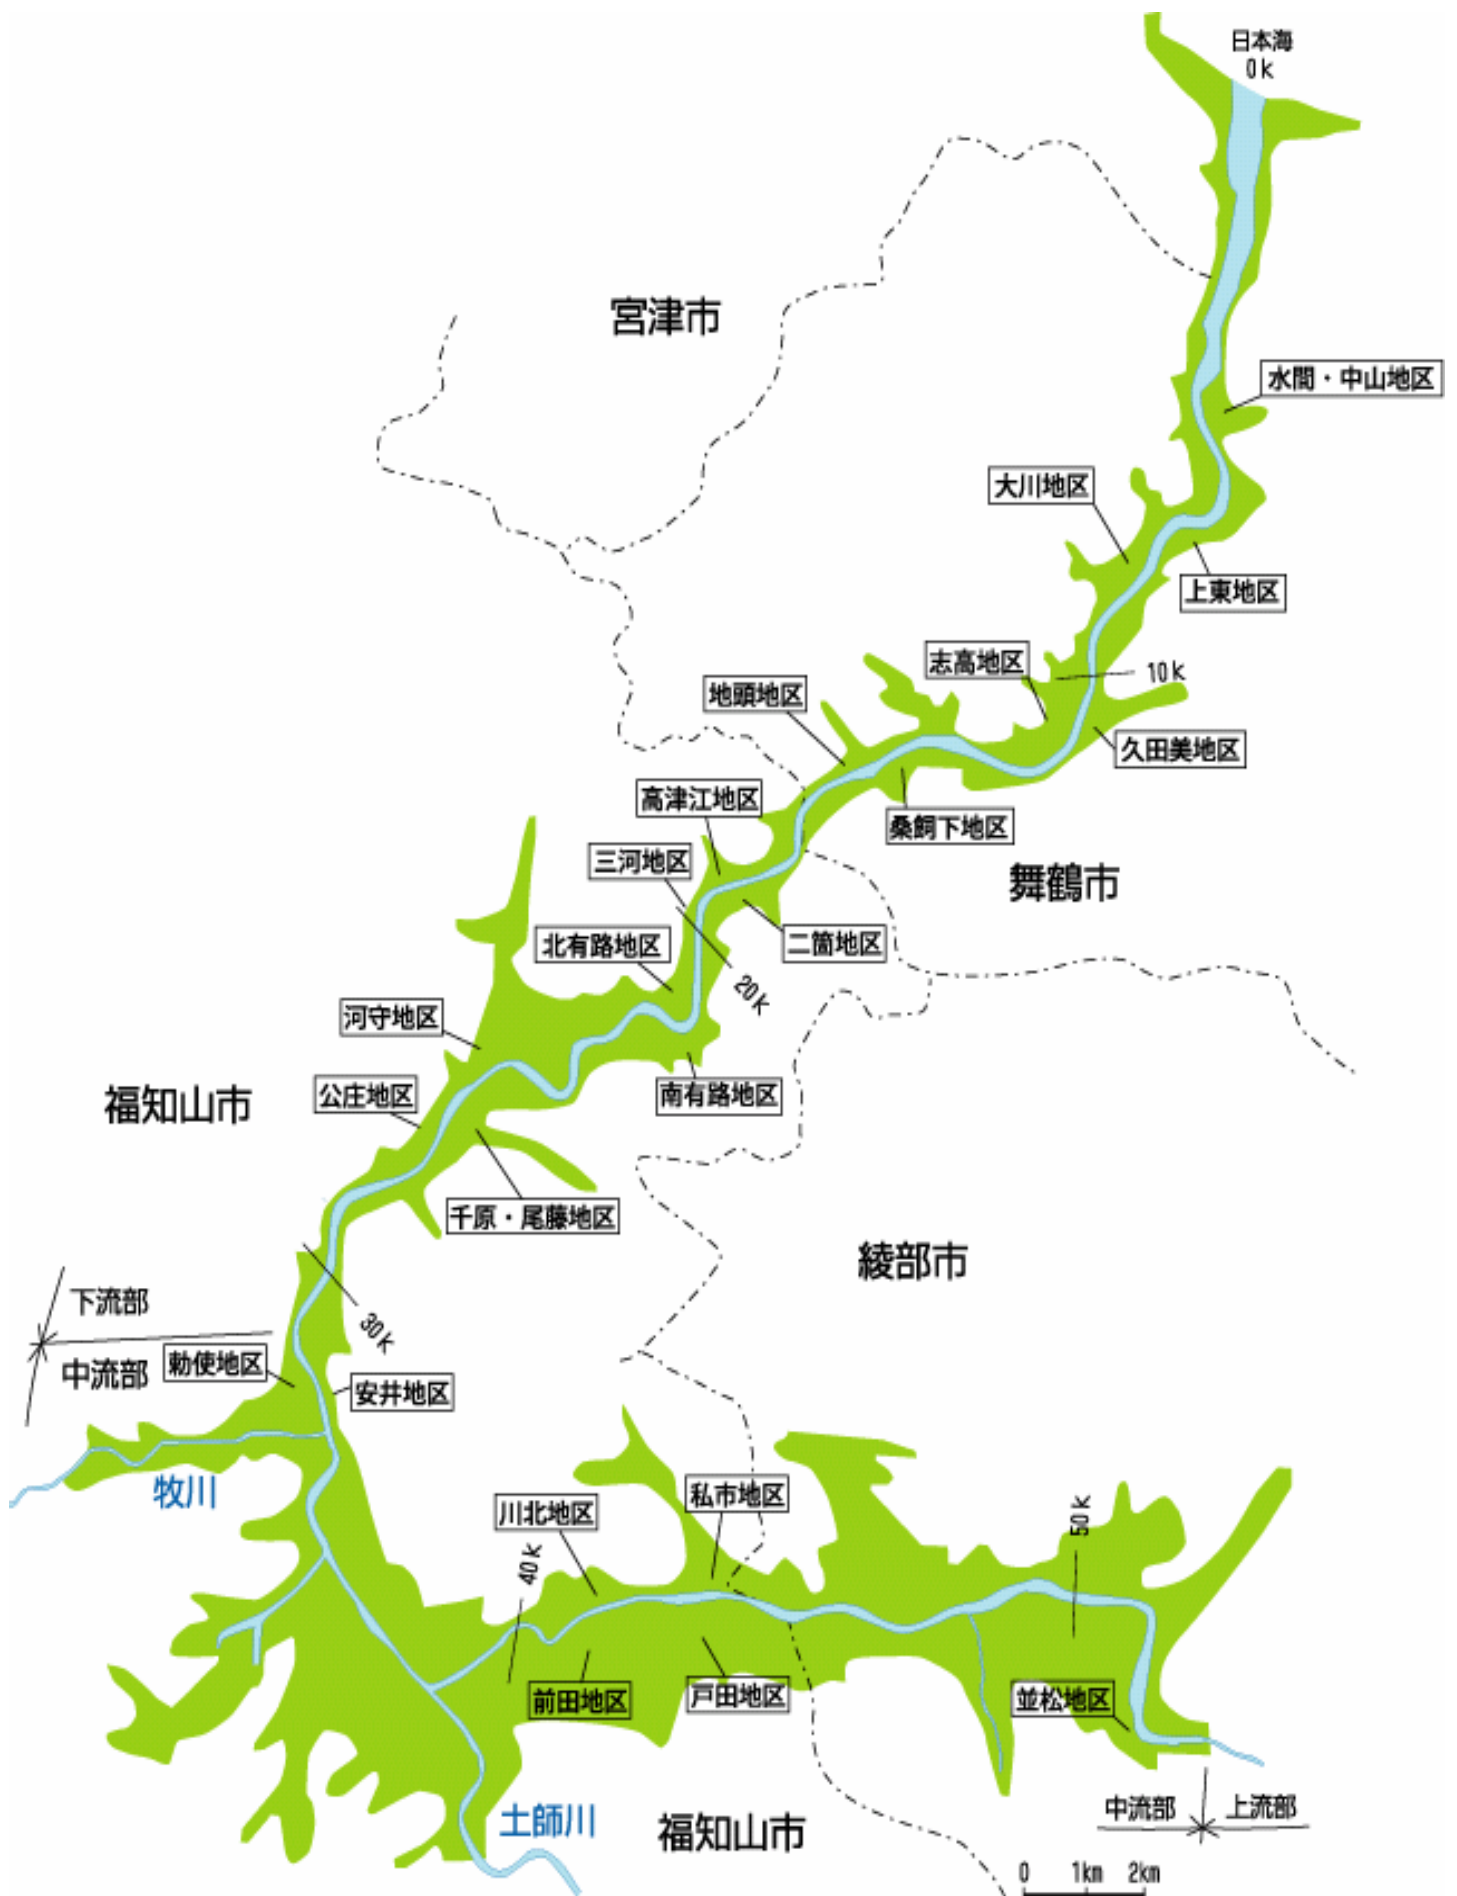 日本海
0k
宮津市
水間・中山地区
大川地区
上東地区
志高地区
10k
地頭地区
久田美地区
高津江地区
桑飼下地区
三河地区
舞鶴市
北有路地区
二箇地区
20k
河守地区
公庄地区
南有路地区
福知山市
千原・尾藤地区
綾部市
下流部
30k
中流部
勅使地区
安井地区
牧川
私市地区
川北地区
40k
50k
前田地区
戸田地区
並松地区
土師川
福知山市
中流部
上流部
0 1km 2km